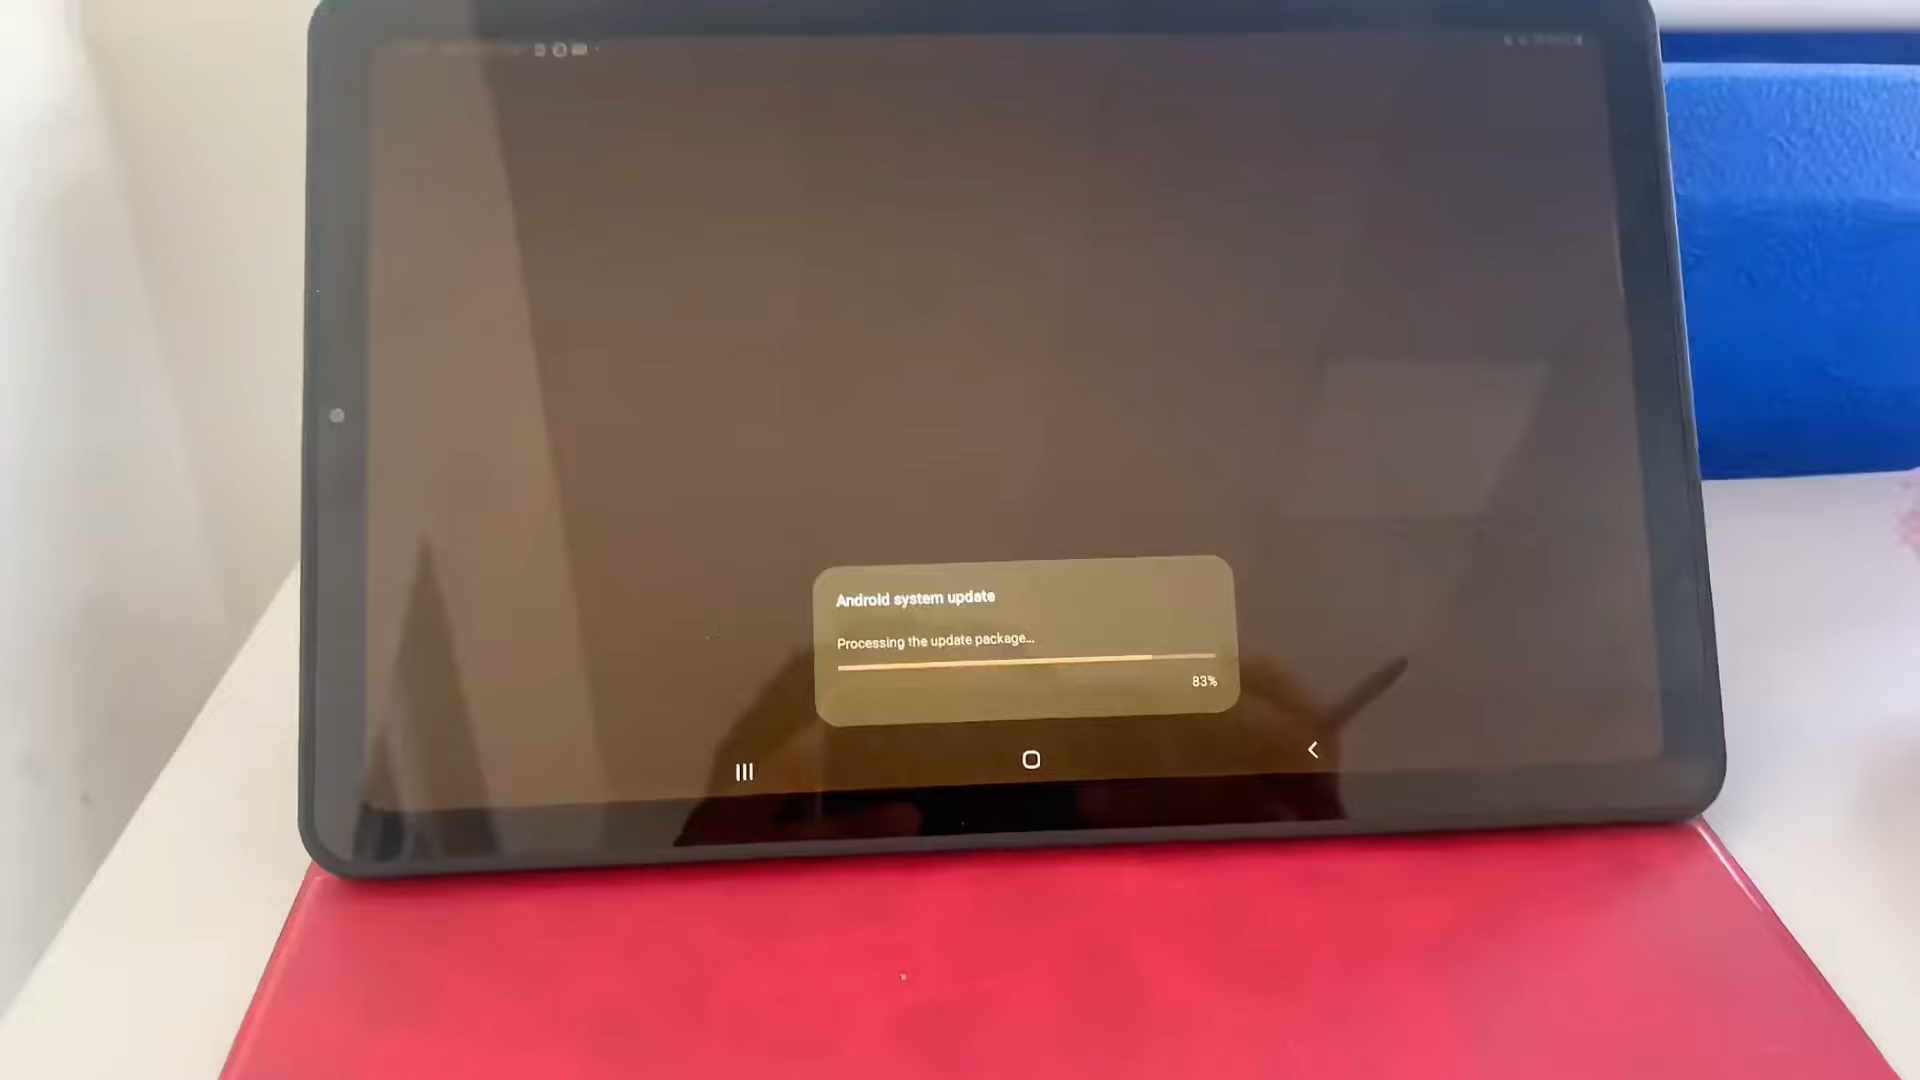 Android system update
Processing the update package...
83%